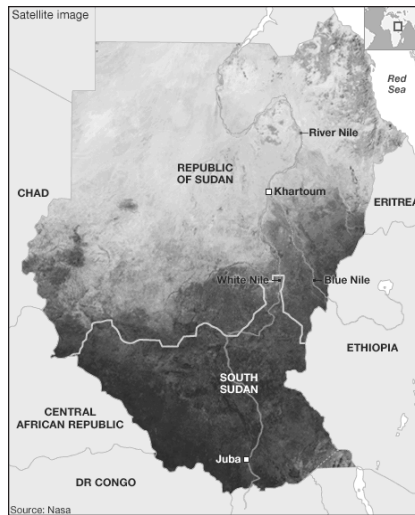 Satellite image
Red
Sea
River Nile
REPUBLIC
OF SUDAN
Khartoum
CHAD
ERITREA
White Nile
Blue Nile
ETHIOPIA
SOUTH
SUDAN
CENTRAL
AFRICAN REPUBLIC
Juba
DR CONGO
Source: Nasa